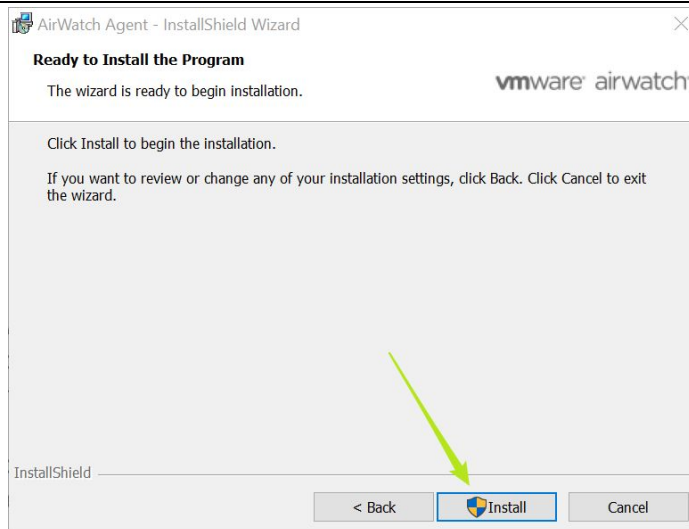 AirWatch Agent - InstallShield Wizard
Ready to Install the Program
The wizard is ready to begin installation.
vmware airwatch
Click Install to begin the installation.
If you want to review or change any of your installation settings, click Back. Click Cancel to exit
the wizard.
InstallShield
< Back
Install
Cancel